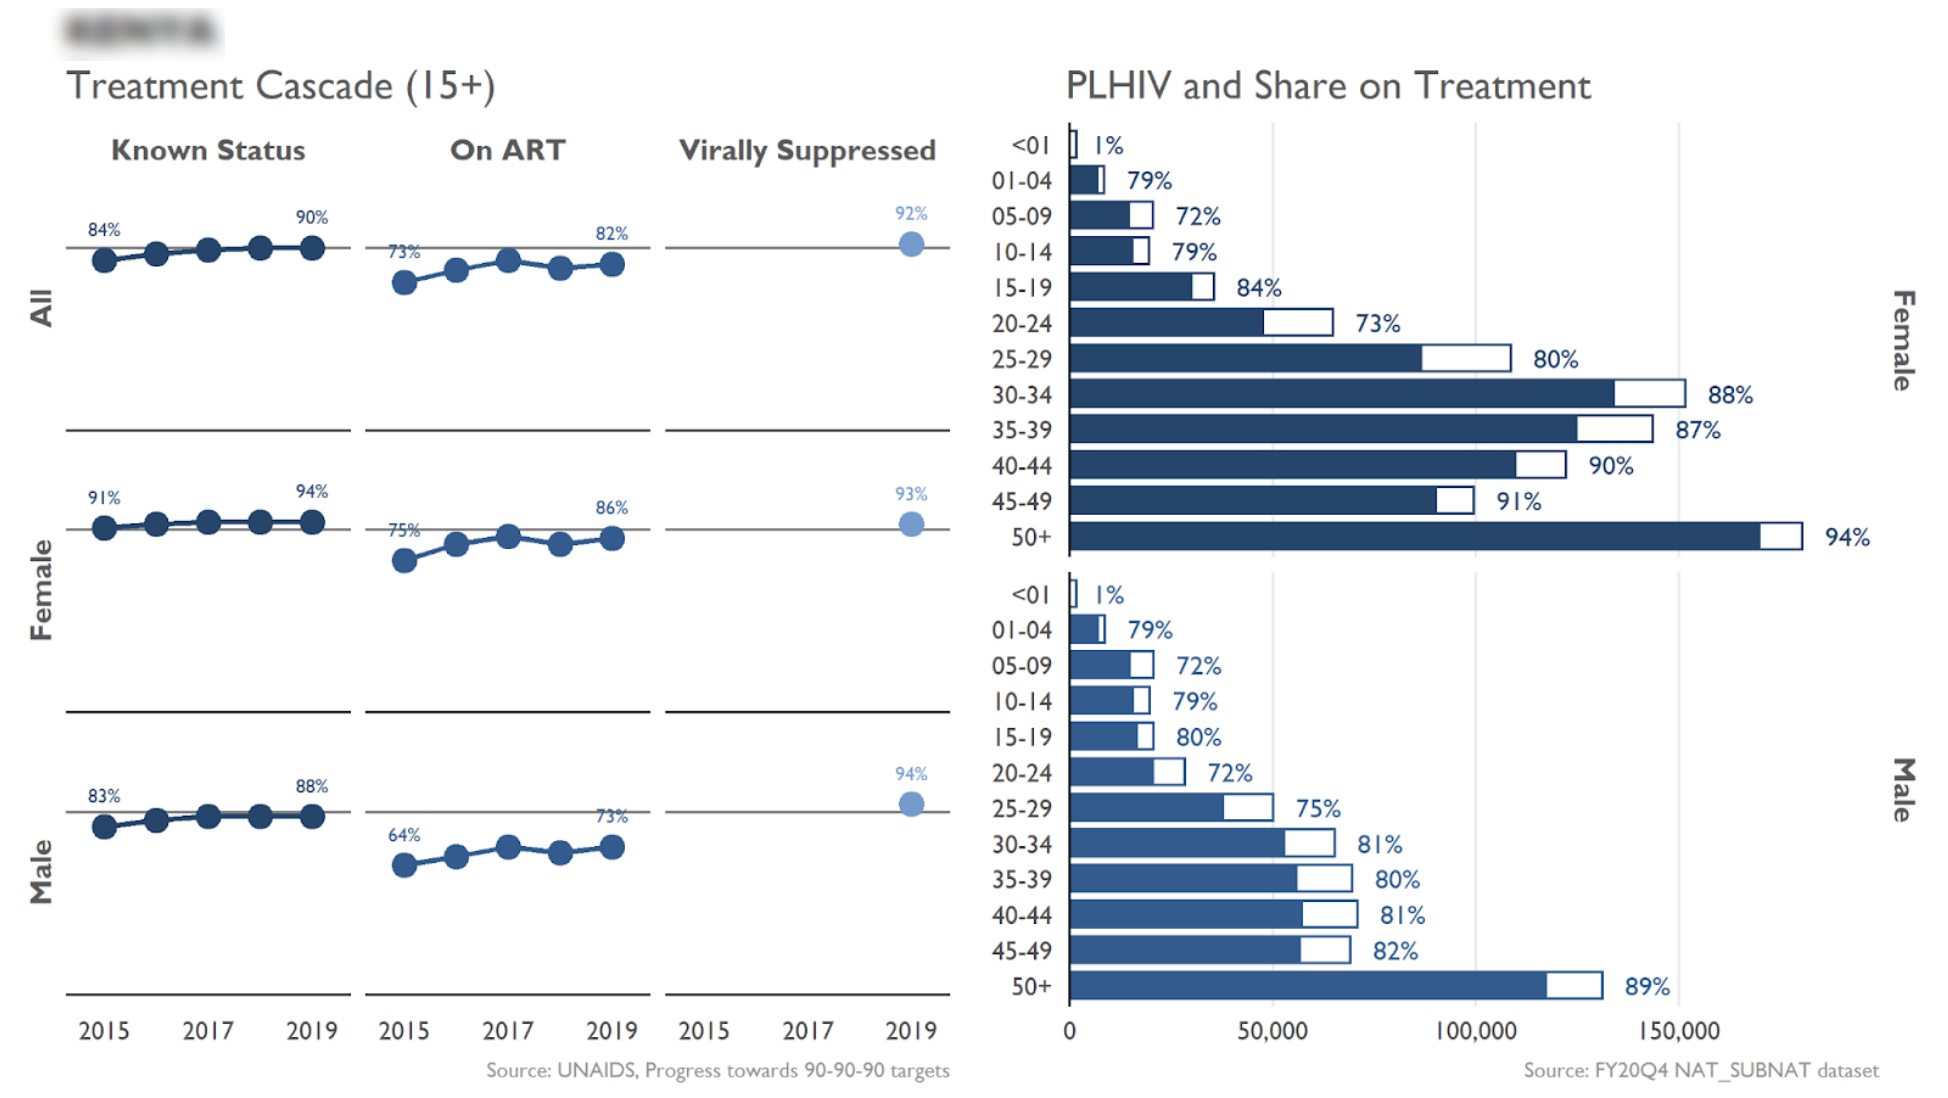 Treatment Cascade (15+)
Known Status
On ART
Virally Suppressed
All
84%
90%
73%
82%
92%
Female
91%
94%
75%
86%
93%
Male
83%
88%
64%
73%
94%
2015 2017 2019
2015 2017 2019
2015 2017 2019
Source: UNAIDS, Progress towards 90-90-90 targets
PLHIV and Share on Treatment
Female
<01 1%
01-04 79%
05-09 72%
10-14 79%
15-19 84%
20-24 73%
25-29 80%
30-34 88%
35-39 87%
40-44 90%
45-49 91%
50+ 94%
Male
<01 1%
01-04 79%
05-09 72%
10-14 79%
15-19 80%
20-24 72%
25-29 75%
30-34 81%
35-39 80%
40-44 81%
45-49 82%
50+ 89%
0 50,000 100,000 150,000
Source: FY20Q4 NAT_SUBNAT dataset